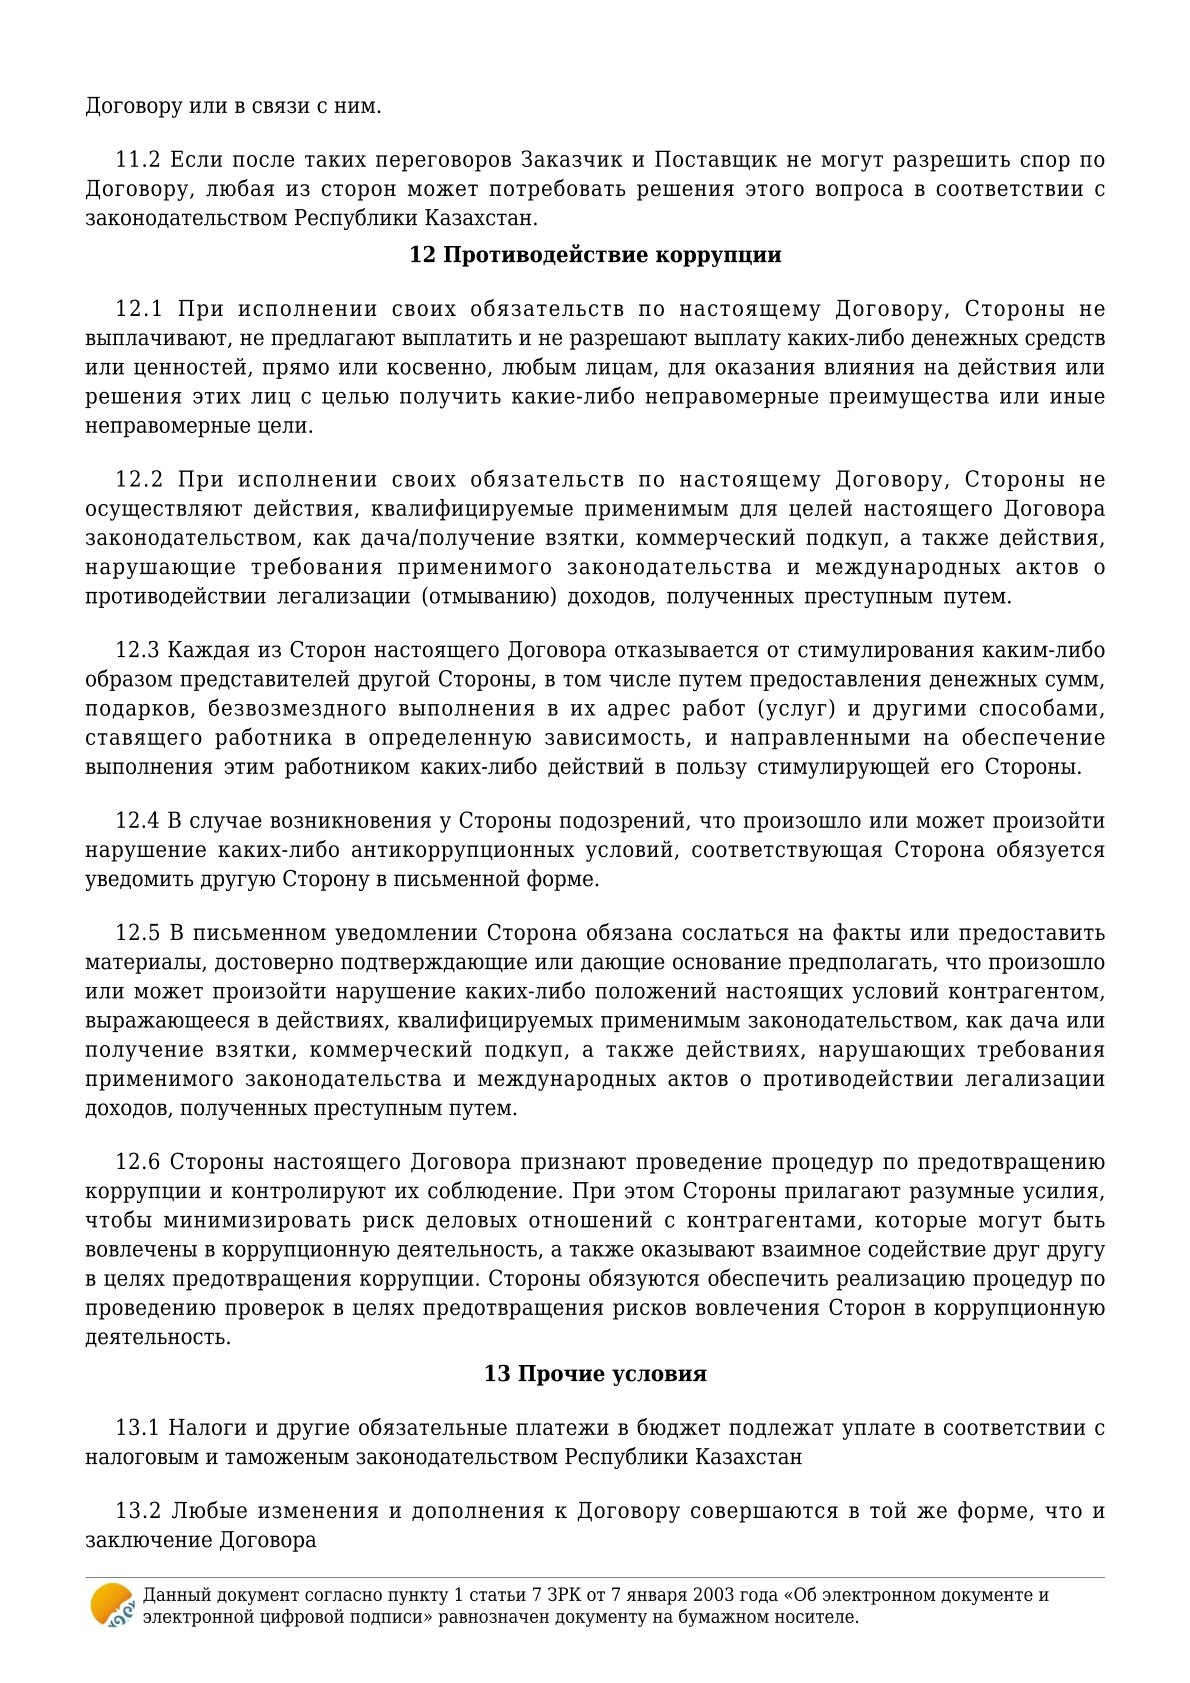 Договору или в связи с ним.
11.2 Если после таких переговоров Заказчик и Поставщик не могут разрешить спор по
Договору, любая из сторон может потребовать решения этого вопроса в соответствии с
законодательством Республики Казахстан.
12 Противодействие коррупции
12.1 При исполнении своих обязательств по настоящему Договору, Стороны не
выплачивают, не предлагают выплатить и не разрешают выплату каких-либо денежных средств
или ценностей, прямо или косвенно, любым лицам, для оказания влияния на действия или
решения этих лиц с целью получить какие-либо неправомерные преимущества или иные
неправомерные цели.
12.2 При исполнении своих обязательств по настоящему Договору, Стороны не
осуществляют действия, квалифицируемые применимым для целей настоящего Договора
законодательством, как дача/получение взятки, коммерческий подкуп, а также действия,
нарушающие требования применимого законодательства и международных актов о
противодействии легализации (отмыванию) доходов, полученных преступным путем.
12.3 Каждая из Сторон настоящего Договора отказывается от стимулирования каким-либо
образом представителей другой Стороны, в том числе путем предоставления денежных сумм,
подарков, безвозмездного выполнения в их адрес работ (услуг) и другими способами,
ставящего работника в определенную зависимость, и направленными на обеспечение
выполнения этим работником каких-либо действий в пользу стимулирующей его Стороны.
12.4 В случае возникновения у Стороны подозрений, что произошло или может произойти
нарушение каких-либо антикоррупционных условий, соответствующая Сторона обязуется
уведомить другую Сторону в письменной форме.
12.5 В письменном уведомлении Сторона обязана сослаться на факты или предоставить
материалы, достоверно подтверждающие или дающие основание предполагать, что произошло
или может произойти нарушение каких-либо положений настоящих условий контрагентом,
выражающееся в действиях, квалифицируемых применимым законодательством, как дача или
получение взятки, коммерческий подкуп, а также действиях, нарушающих требования
применимого законодательства и международных актов о противодействии легализации
доходов, полученных преступным путем.
12.6 Стороны настоящего Договора признают проведение процедур по предотвращению
коррупции и контролируют их соблюдение. При этом Стороны прилагают разумные усилия,
чтобы минимизировать риск деловых отношений с контрагентами, которые могут быть
вовлечены в коррупционную деятельность, а также оказывают взаимное содействие друг другу
в целях предотвращения коррупции. Стороны обязуются обеспечить реализацию процедур по
проведению проверок в целях предотвращения рисков вовлечения Сторон в коррупционную
деятельность.
13 Прочие условия
13.1 Налоги и другие обязательные платежи в бюджет подлежат уплате в соответствии с
налоговым и таможеным законодательством Республики Казахстан
13.2 Любые изменения и дополнения к Договору совершаются в той же форме, что и
заключение Договора
Данный документ согласно пункту 1 статьи 7 ЗРК от 7 января 2003 года «Об электронном документе и
электронной цифровой подписи» равнозначен документу на бумажном носителе.